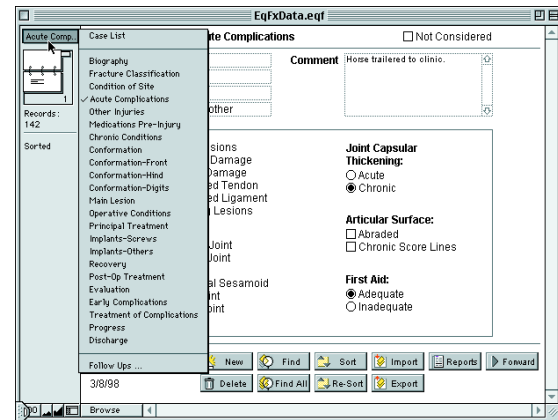 EqFxData.eqf
Acute Comp..
Records:
142
Sorted
1
Case List
Biography
Fracture Classification
Condition of Site
✓ Acute Complications
Other Injuries
Medications Pre-Injury
Chronic Conditions
Conformation
Conformation-Front
Conformation-Hind
Conformation-Digits
Main Lesion
Operative Conditions
Principal Treatment
Implants-Screws
Implants-Others
Recovery
Post-Op Treatment
Evaluation
Early Complications
Treatment of Complications
Progress
Discharge
Follow Ups ...
ute Complications
Not Considered
Comment
Horse trailered to clinic.
other
sions
Damage
Damage
ed Tendon
ed Ligament
Lesions
Joint
Joint
al Sesamoid
int
oint
Joint Capsular
Thickening:
Acute
Chronic
Articular Surface:
Abraded
Chronic Score Lines
First Aid:
Adequate
Inadequate
New
Find
Sort
Import
Reports
Forward
3/8/98
Delete
Find All
Re-Sort
Export
Browse